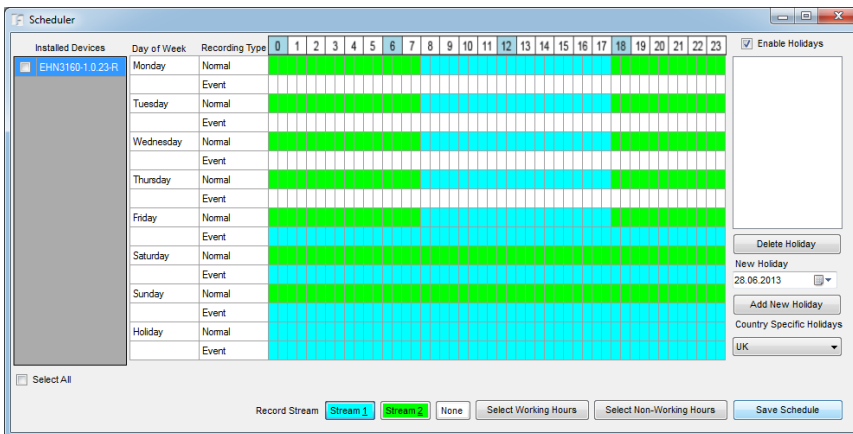 Scheduler
Installed Devices Day of Week Recording Type 0 1 2 3 4 5 6 7 8 9 10 11 12 13 14 15 16 17 18 19 20 21 22 23 Enable Holidays
EHN3160-1.0.23-R Monday Normal
Event
Tuesday Normal
Event
Wednesday Normal
Event
Thursday Normal
Event
Friday Normal
Event
Delete Holiday
Saturday Normal
New Holiday
Event
28.06.2013
Sunday Normal
Add New Holiday
Event
Country Specific Holidays
Holiday Normal
UK
Event
Select All
Record Stream Stream 1 Stream 2 None Select Working Hours Select Non-Working Hours Save Schedule